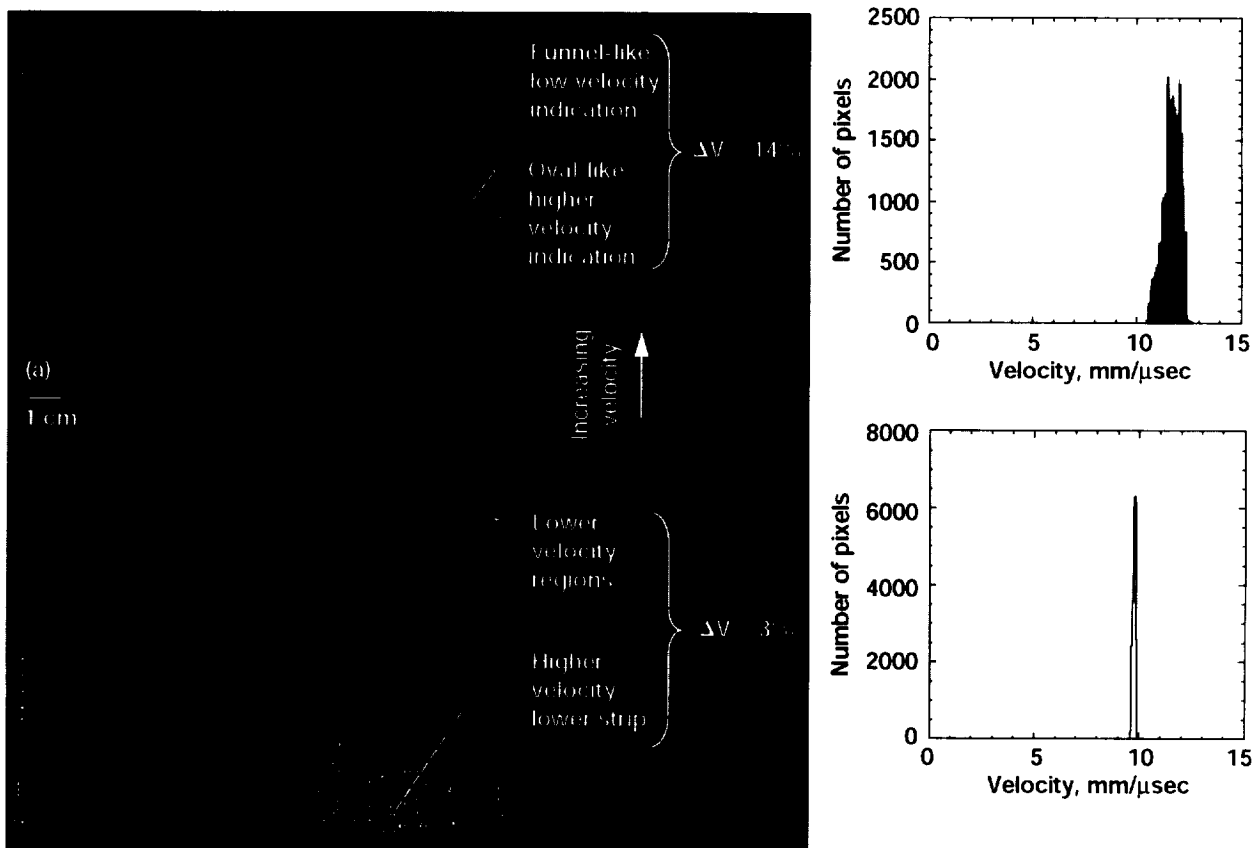 Funnel-like
low velocity
indication
ΔV 14%
Oval-like
higher
velocity
indication
Increasing
velocity
(a)
1 cm
Lower
velocity
regions
ΔV 3%
Higher
velocity
lower strip
2500
2000
1500
1000
500
0
Number of pixels
0 5 10 15
Velocity, mm/μsec
8000
6000
4000
2000
0
Number of pixels
0 5 10 15
Velocity, mm/μsec